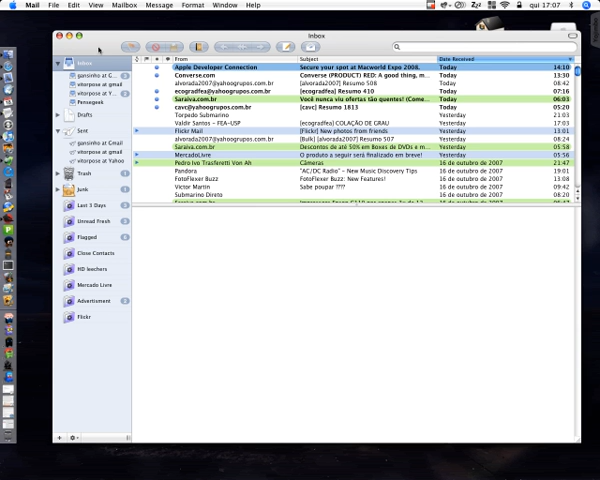 Mail File Edit View Mailbox Message Format Window Help
qui 17:07
Inbox
From Subject Date Received
Apple Developer Connection Secure your spot at Macworld Expo 2008. Today 14:10
Converse.com Converse (PRODUCT) RED: A good thing, m... Today 13:30
alvorada2007@yahoogrupos.com.br [alvorada2007] Resumo 508 Today 08:42
ecogradfea@yahoogrupos.com.br [ecogradfea] Resumo 410 Today 07:16
Saraiva.com.br Você nunca viu ofertas tão quentes! (Come... Today 06:03
cavc@yahoogrupos.com.br [cavc] Resumo 1813 Today 05:20
Torpedo Submarino Yesterday 21:03
Valdir Santos - FEA-USP [ecogradfea] COLAÇÃO DE GRAU Yesterday 17:03
Flickr Mail [Flickr] New photos from friends Yesterday 13:01
alvorada2007@yahoogrupos.com.br [Bulk] [alvorada2007] Resumo 507 Yesterday 08:24
Saraiva.com.br Descontos de até 50% em Boxes de DVDs e m... Yesterday 05:58
MercadoLivre O produto a seguir será finalizado em breve! Yesterday 05:56
Pedro Ivo Trasferetti Von Ah Câmeras 16 de outubro de 2007 21:47
Pandora "AC/DC Radio" - New Music Discovery Tips 16 de outubro de 2007 19:01
FotoFlexer Buzz FotoFlexer Buzz: New Features! 16 de outubro de 2007 13:08
Victor Martin Sabe poupar ???? 16 de outubro de 2007 09:42
Submarino Direto 16 de outubro de 2007 08:20
Inbox
gansinho at G...
vitorpose at gmail
vitorpose at Y...
Pensegeek
Drafts
Sent
gansinho at Gmail
vitorpose at gmail
vitorpose at Yahoo
Trash
Junk
Last 3 Days
Unread Fresh
Flagged
Close Contacts
HD leechers
Mercado Livre
Advertisment
Flickr